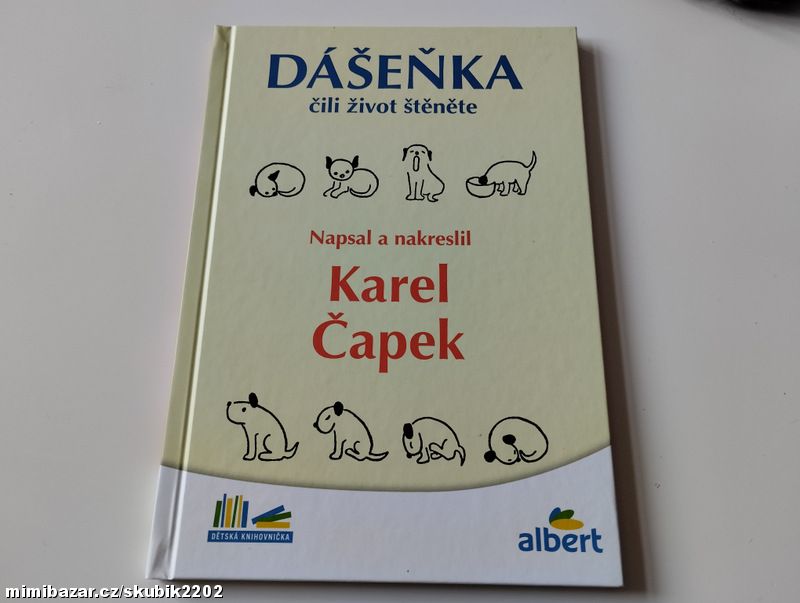 DÁŠEŇKA
čili život štěněte
Napsal a nakreslil
Karel
Čapek
DĚTSKÁ KNIHOVNIČKA
albert
mimibazar.cz/skubik2202